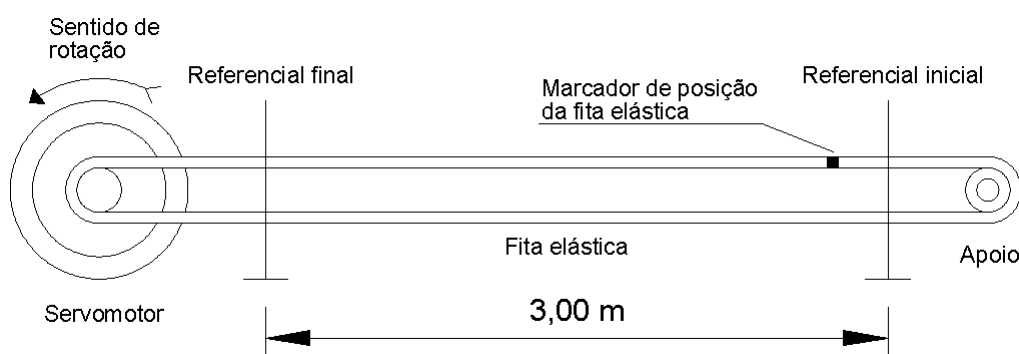 Sentido de
rotação
Referencial final
Marcador de posição
da fita elástica
Referencial inicial
Fita elástica
Apoio
Servomotor
3,00 m